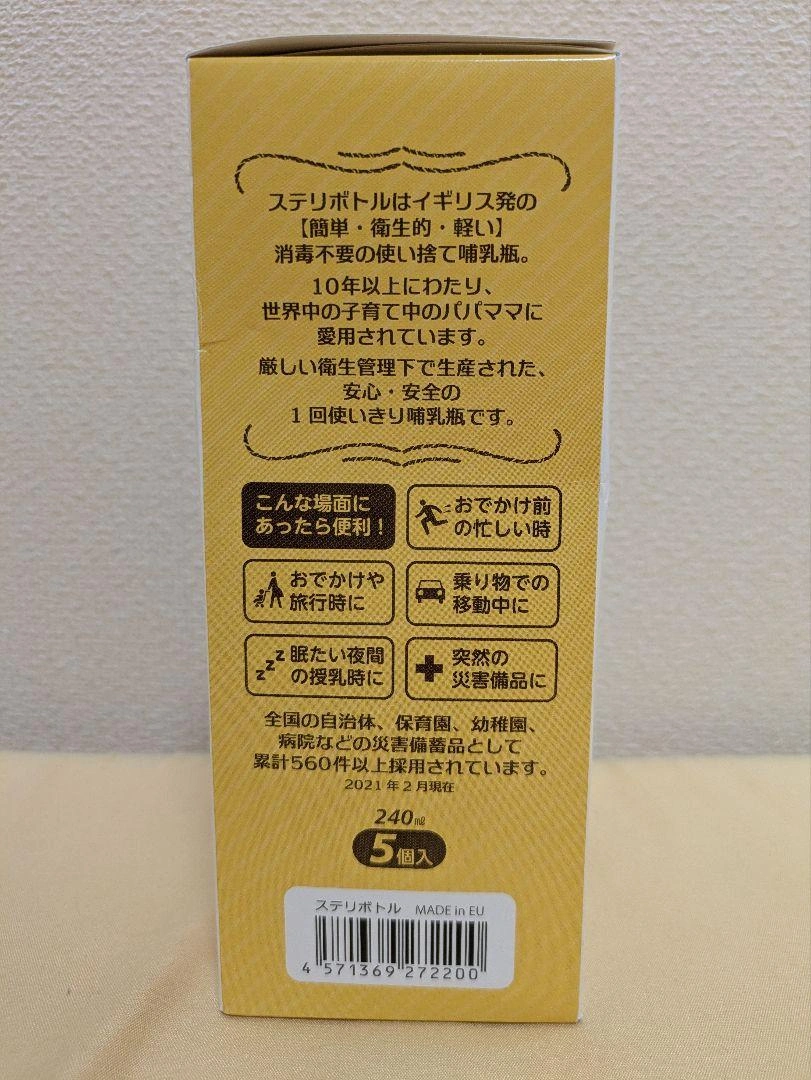 ステリボトルはイギリス発の
【簡単・衛生的・軽い】
消毒不要の使い捨て哺乳瓶。
10年以上にわたり、
世界中の子育て中のパパママに
愛用されています。
厳しい衛生管理下で生産された、
安心・安全の
1回使いきり哺乳瓶です。
こんな場面に
あったら便利！
おでかけ前
の忙しい時
おでかけや
旅行時に
乗り物での
移動中に
zzz
眠たい夜間
の授乳時に
突然の
災害備品に
全国の自治体、保育園、幼稚園、
病院などの災害備蓄品として
累計560件以上採用されています。
2021年2月現在
240㎖
5個入
ステリボトル MADE in EU
4 571369 272200